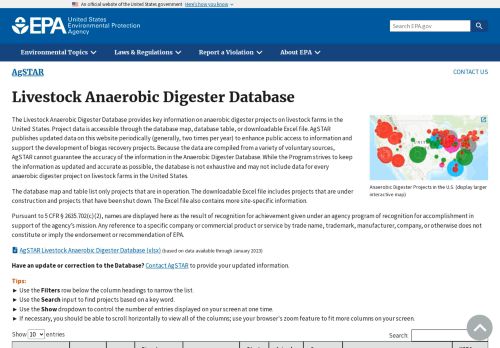 An official website of the United States government Here's how you know
EPA United States
Environmental Protection
Agency
Search EPA.gov
Environmental Topics Laws & Regulations Report a Violation About EPA
AgSTAR
CONTACT US
Livestock Anaerobic Digester Database
The Livestock Anaerobic Digester Database provides key information on anaerobic digester projects on livestock farms in the
United States. Project data is accessible through the database map, database table, or downloadable Excel file. AgSTAR
publishes updated data on this website periodically (generally, two times per year) to enhance public access to information and
support the development of biogas recovery projects. Because the data are compiled from a variety of voluntary sources,
AgSTAR cannot guarantee the accuracy of the information in the Anaerobic Digester Database. While the Program strives to keep
the information as updated and accurate as possible, the database is not exhaustive and may not include data for every
anaerobic digester project on livestock farms in the United States.
Anaerobic Digester Projects in the U.S. (display larger
interactive map)
The database map and table list only projects that are in operation. The downloadable Excel file includes projects that are under
construction and projects that have been shut down. The Excel file also contains more site-specific information.
Pursuant to 5 CFR § 2635.702(c)(2), names are displayed here as the result of recognition for achievement given under an agency program of recognition for accomplishment
in support of the agency's mission. Any reference to a specific company or commercial product or service by trade name, trademark, manufacturer, company, or otherwise does not
constitute or imply the endorsement or recommendation of EPA.
AgSTAR Livestock Anaerobic Digester Database (xlsx) (based on data available through January 2023)
Have an update or correction to the Database? Contact AgSTAR to provide your updated information.
Tips:
► Use the Filters row below the column headings to narrow the list.
► Use the Search input to find projects based on a key word.
► Use the Show dropdown to control the number of entries displayed on your screen at one time.
► If necessary, you should be able to scroll horizontally to view all of the columns; use your browser's zoom feature to fit more columns on your screen.
Show 10 entries
Search: